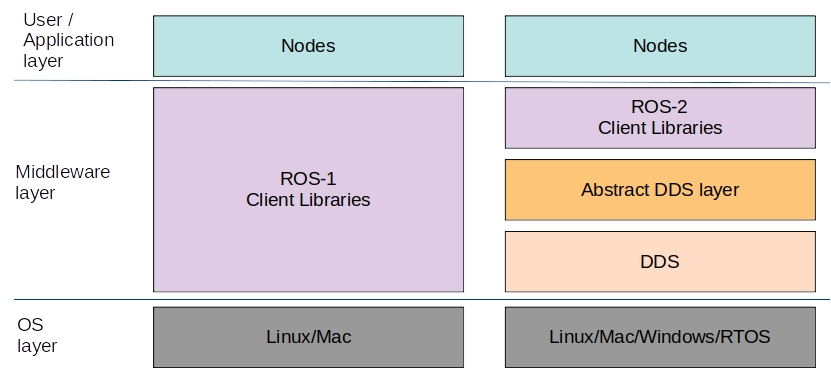 User /
Application
layer
Nodes
Nodes
Middleware
layer
ROS-1
Client Libraries
ROS-2
Client Libraries
Abstract DDS layer
DDS
OS
layer
Linux/Mac
Linux/Mac/Windows/RTOS